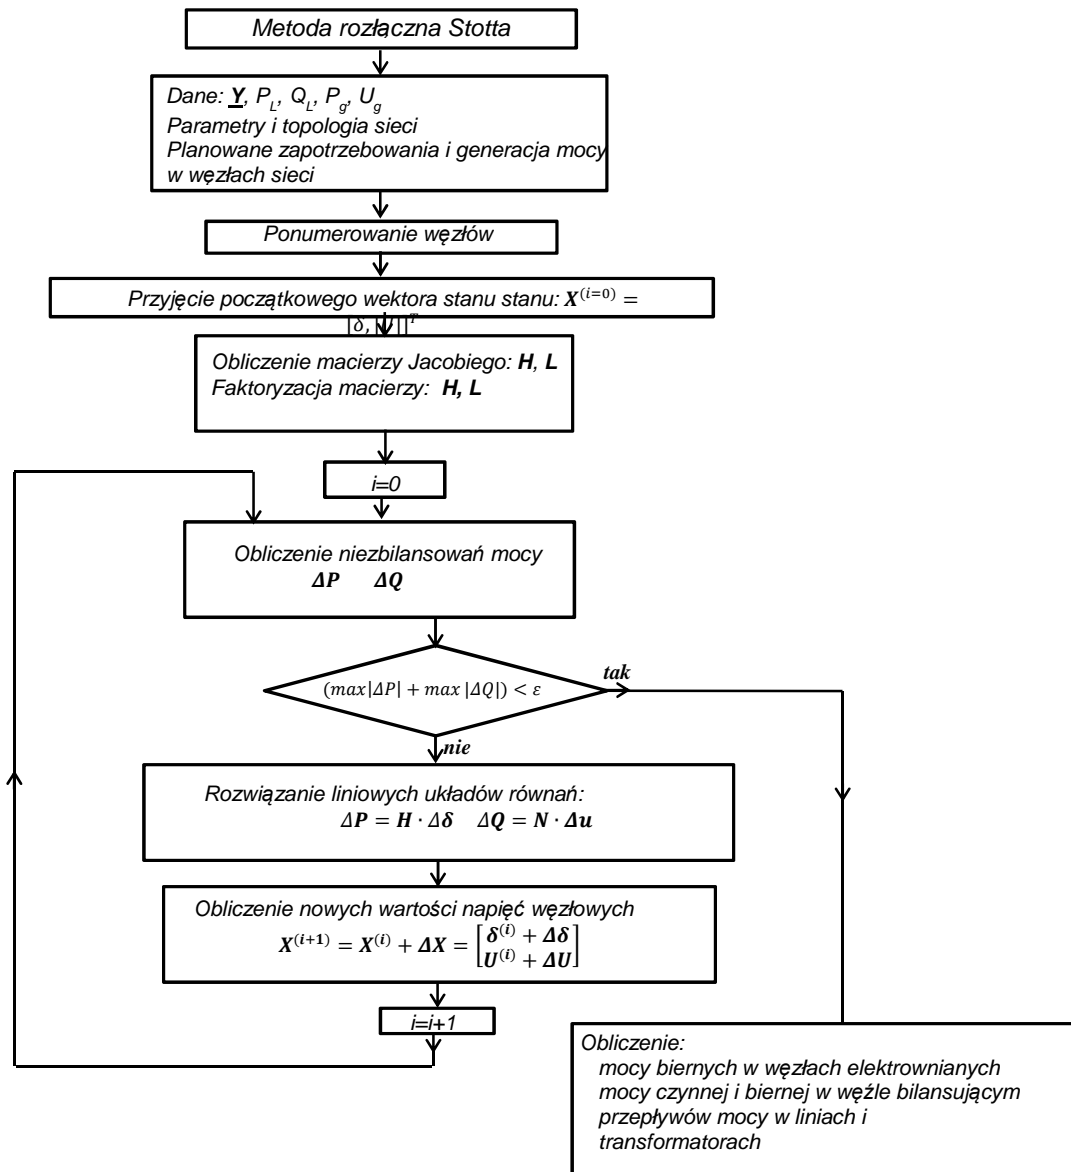 Metoda rozłączna Stotta
Dane: Y, P_L, Q_L, P_g, U_g
Parametry i topologia sieci
Planowane zapotrzebowania i generacja mocy
w węzłach sieci
Ponumerowanie węzłów
Przyjęcie początkowego wektora stanu stanu: X^(i=0) =
|δ, |U||^T
Obliczenie macierzy Jacobiego: H, L
Faktoryzacja macierzy: H, L
i=0
Obliczenie niezbilansowań mocy
ΔP ΔQ
(max|ΔP| + max |ΔQ|) < ε
tak
nie
Rozwiązanie liniowych układów równań:
ΔP = H · Δδ ΔQ = N · Δu
Obliczenie nowych wartości napięć węzłowych
X^(i+1) = X^(i) + ΔX = [δ^(i) + Δδ
U^(i) + ΔU]
i=i+1
Obliczenie:
mocy biernych w węzłach elektrownianych
mocy czynnej i biernej w węźle bilansującym
przepływów mocy w liniach i
transformatorach